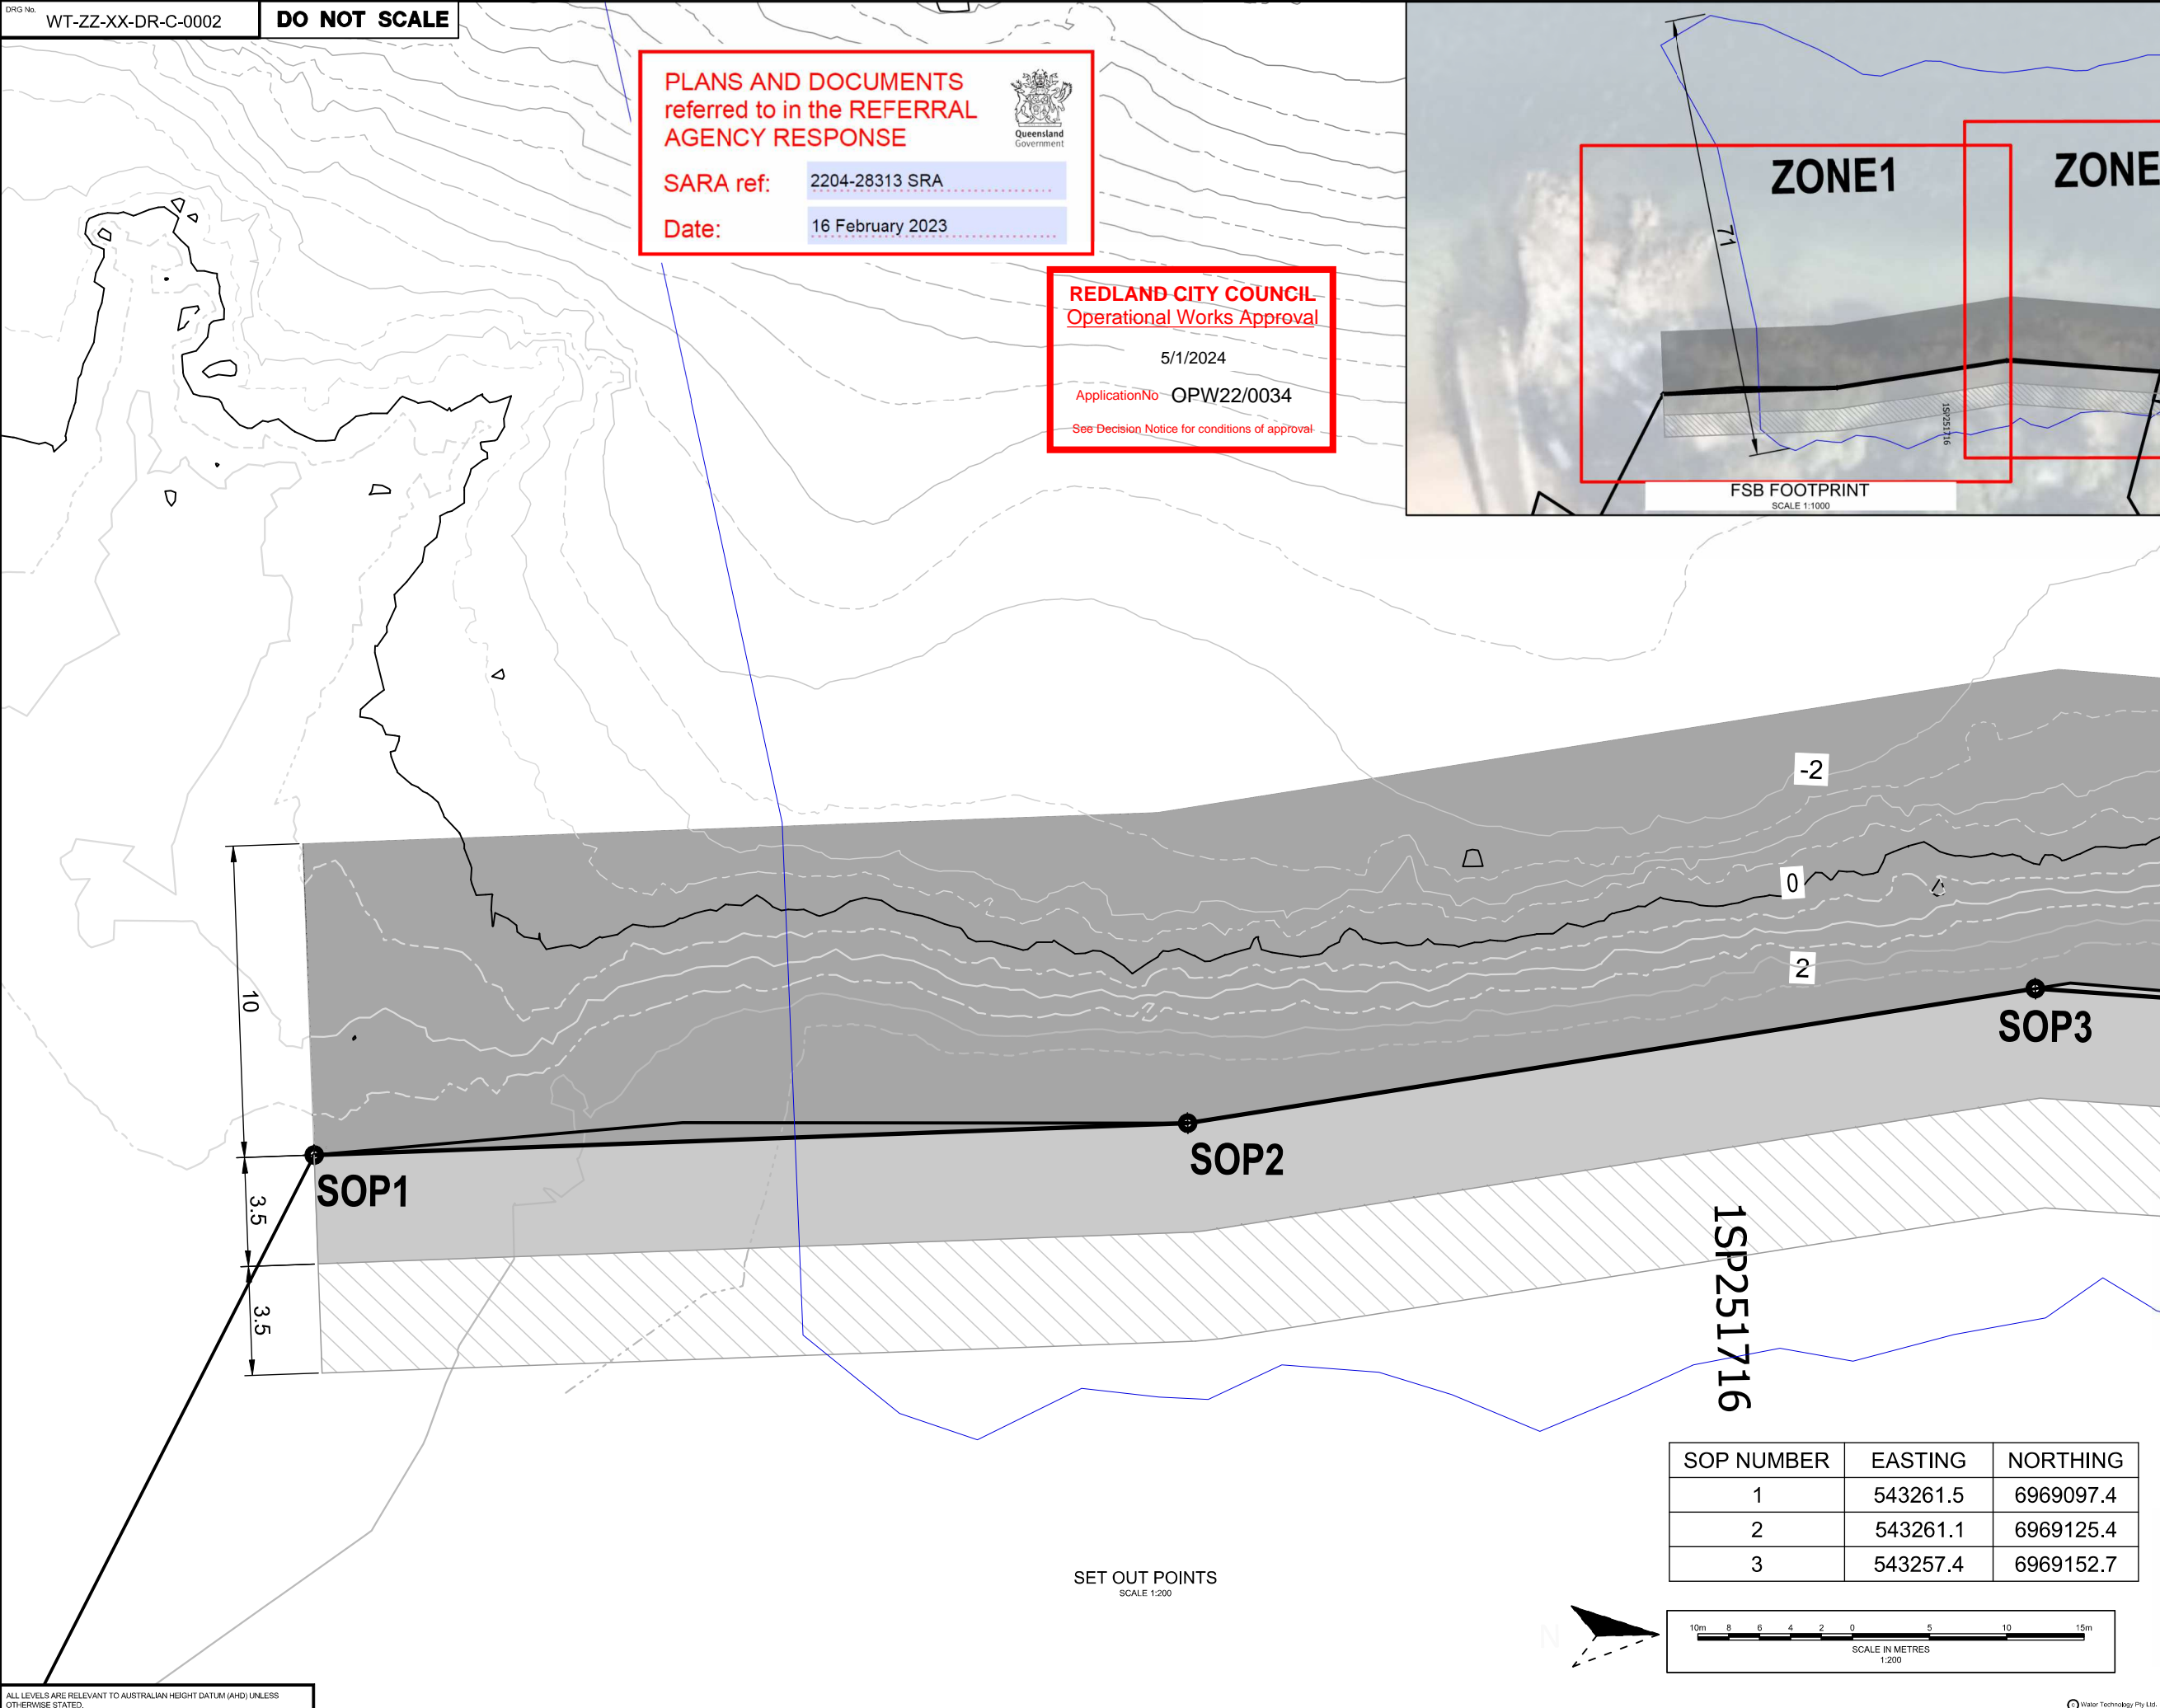 DRG No.
WT-ZZ-XX-DR-C-0002
DO NOT SCALE
PLANS AND DOCUMENTS
referred to in the REFERRAL
AGENCY RESPONSE
Queensland
Government
SARA ref: 2204-28313 SRA
Date: 16 February 2023
REDLAND CITY COUNCIL
Operational Works Approval
5/1/2024
ApplicationNo OPW22/0034
See Decision Notice for conditions of approval
ZONE1
ZONE
71
1SP251716
FSB FOOTPRINT
SCALE 1:1000
-2
0
2
10
3.5
3.5
SOP1
SOP2
SOP3
1SP251716
SOP NUMBER EASTING NORTHING
1 543261.5 6969097.4
2 543261.1 6969125.4
3 543257.4 6969152.7
SET OUT POINTS
SCALE 1:200
N
10m 8 6 4 2 0 5 10 15m
SCALE IN METRES
1:200
ALL LEVELS ARE RELEVANT TO AUSTRALIAN HEIGHT DATUM (AHD) UNLESS
OTHERWISE STATED.
© Water Technology Pty Ltd.